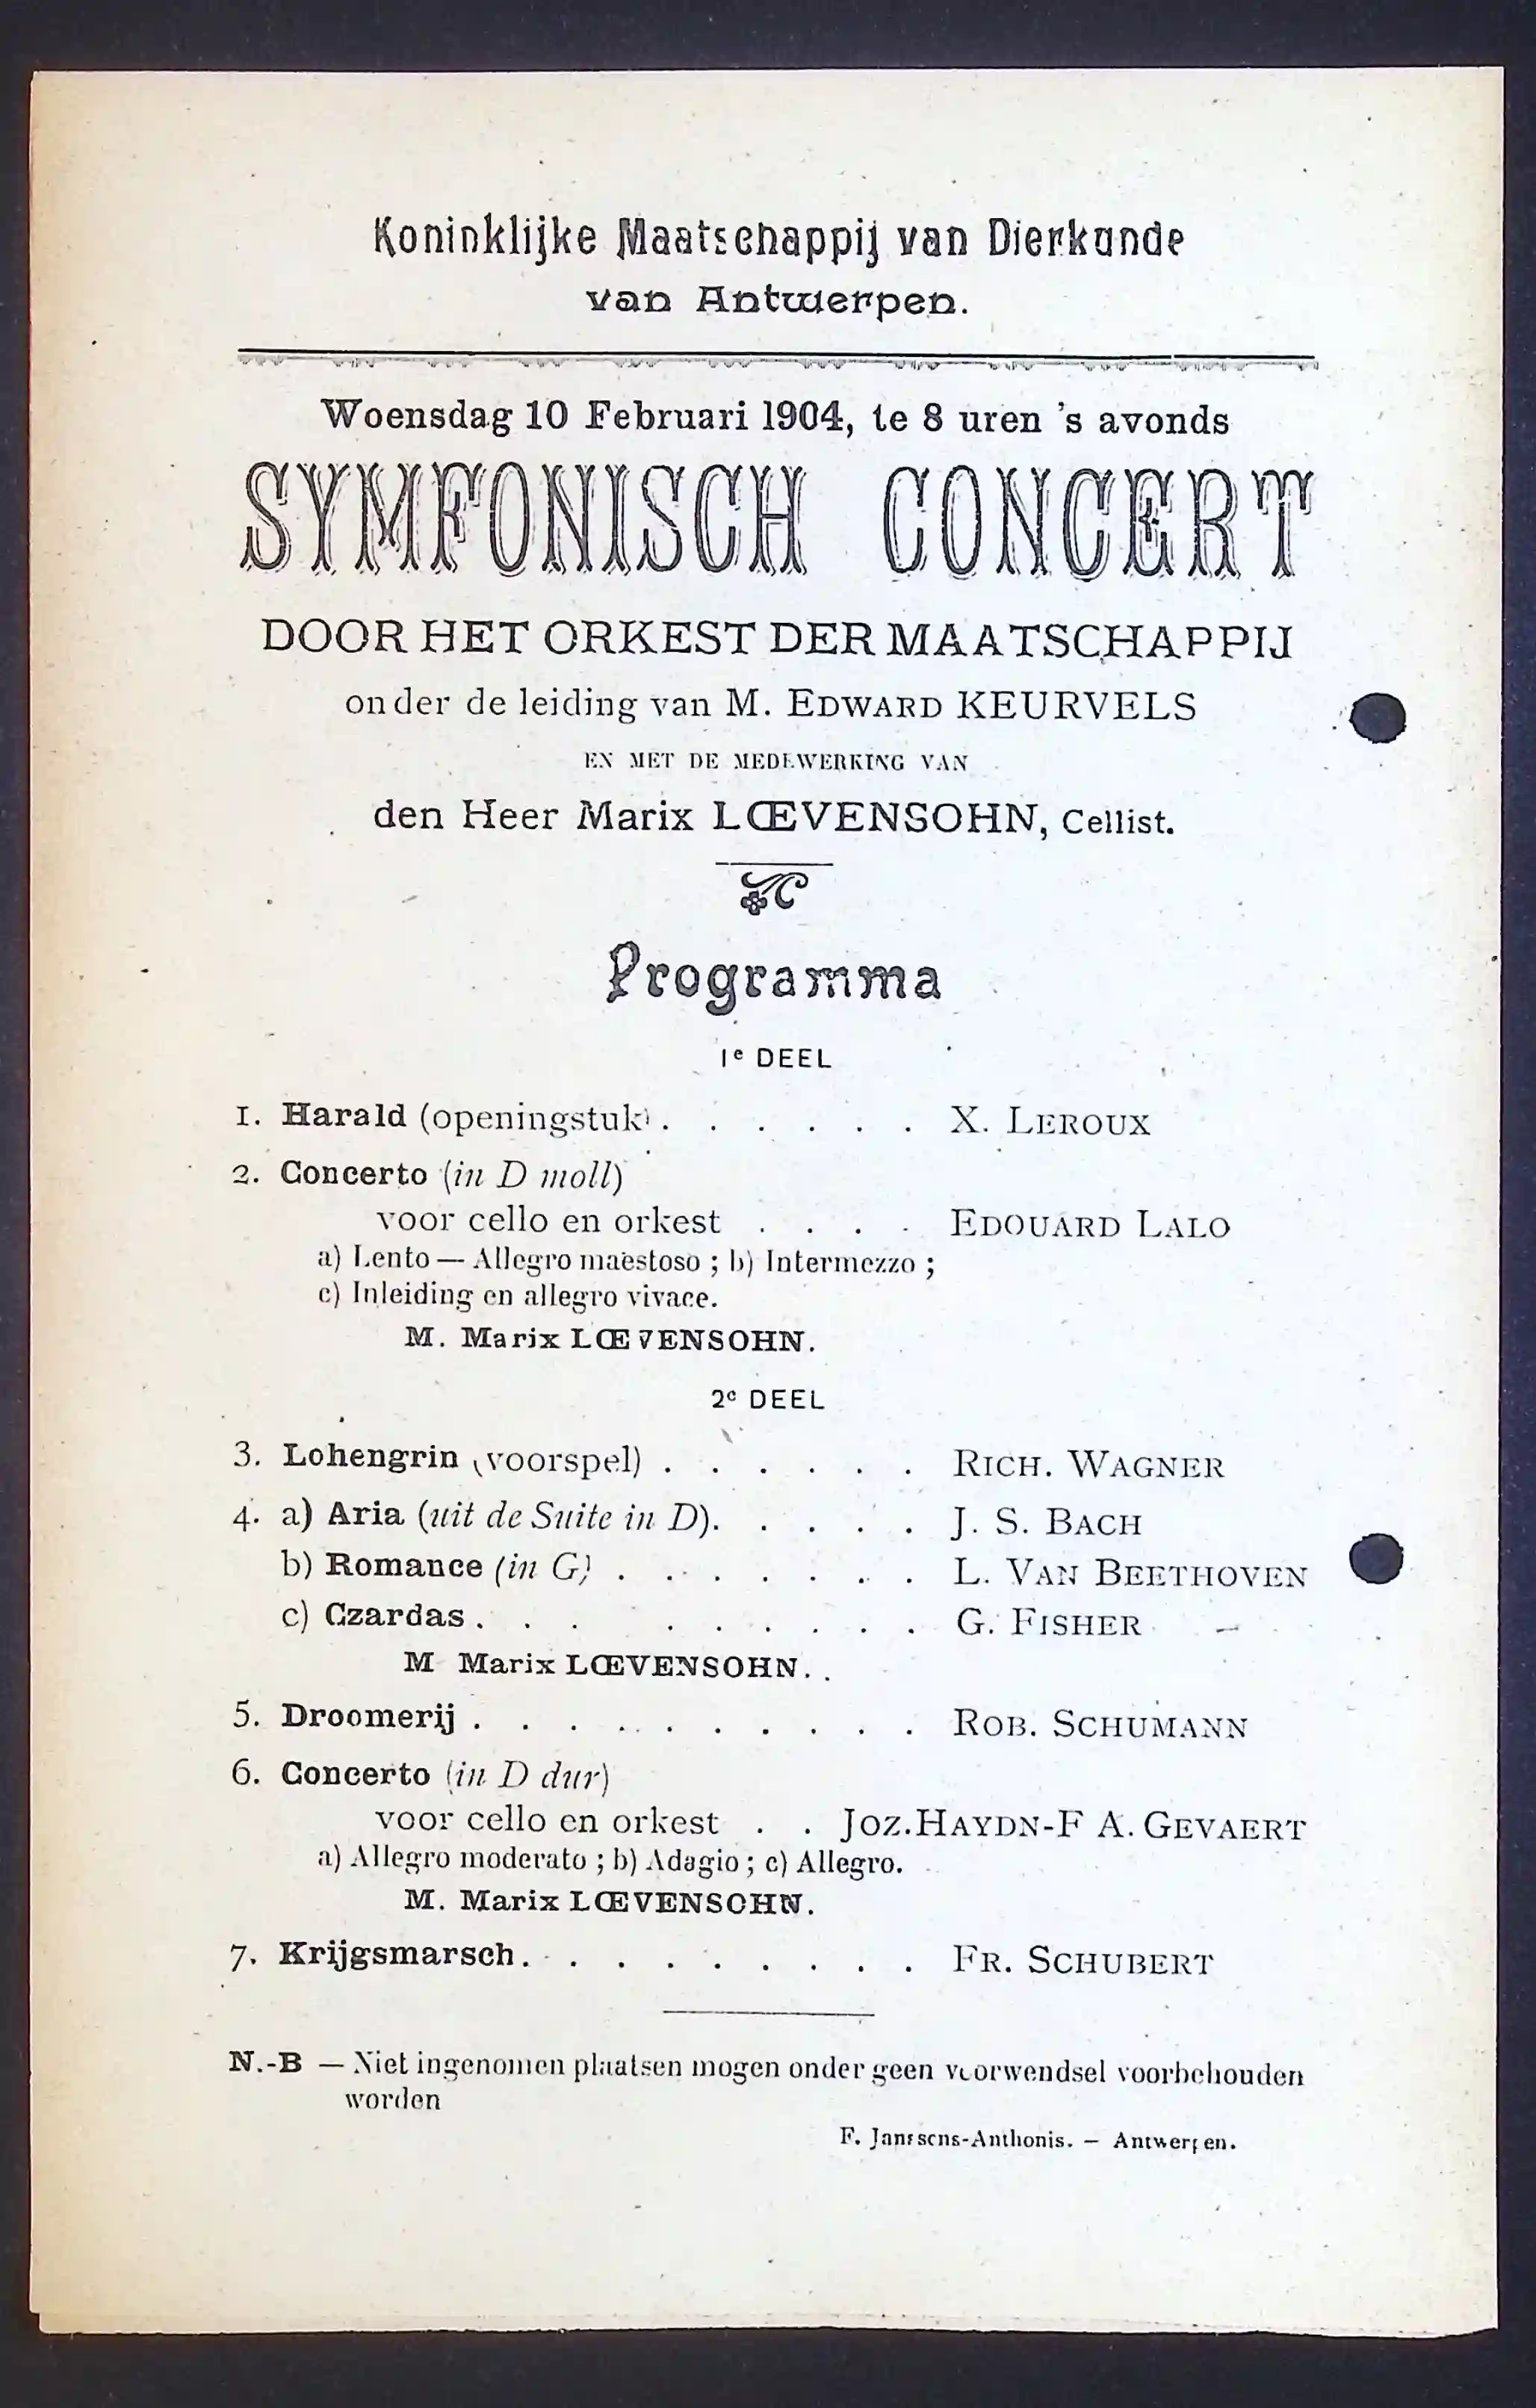 Koninklijke Maatschappij van Dierkunde
van Antwerpen.
Woensdag 10 Februari 1904, te 8 uren 's avonds
SYMFONISCH CONCERT
DOOR HET ORKEST DER MAATSCHAPPIJ
onder de leiding van M. EDWARD KEURVELS
EN MET DE MEDEWERKING VAN
den Heer Marix LŒVENSOHN, Cellist.
Programma
1e DEEL
1. Harald (openingstuk) . . . . . . X. LEROUX
2. Concerto (in D moll)
voor cello en orkest . . . . EDOUARD LALO
a) Lento — Allegro maëstoso ; b) Intermezzo ;
c) Inleiding en allegro vivace.
M. Marix LŒVENSOHN.
2e DEEL
3. Lohengrin (voorspel) . . . . . . RICH. WAGNER
4. a) Aria (uit de Suite in D). . . . . J. S. BACH
b) Romance (in G) . . . . . . . L. VAN BEETHOVEN
c) Czardas . . . . . . . . . G. FISHER
M Marix LŒVENSOHN. .
5. Droomerij . . . . . . . . . . ROB. SCHUMANN
6. Concerto (in D dur)
voor cello en orkest . . JOZ.HAYDN-F A. GEVAERT
a) Allegro moderato ; b) Adagio ; c) Allegro.
M. Marix LŒVENSOHN.
7. Krijgsmarsch. . . . . . . . . FR. SCHUBERT
N.-B — Niet ingenomen plaatsen mogen onder geen voorwendsel voorbehouden
worden
F. Janssens-Anthonis. — Antwerpen.